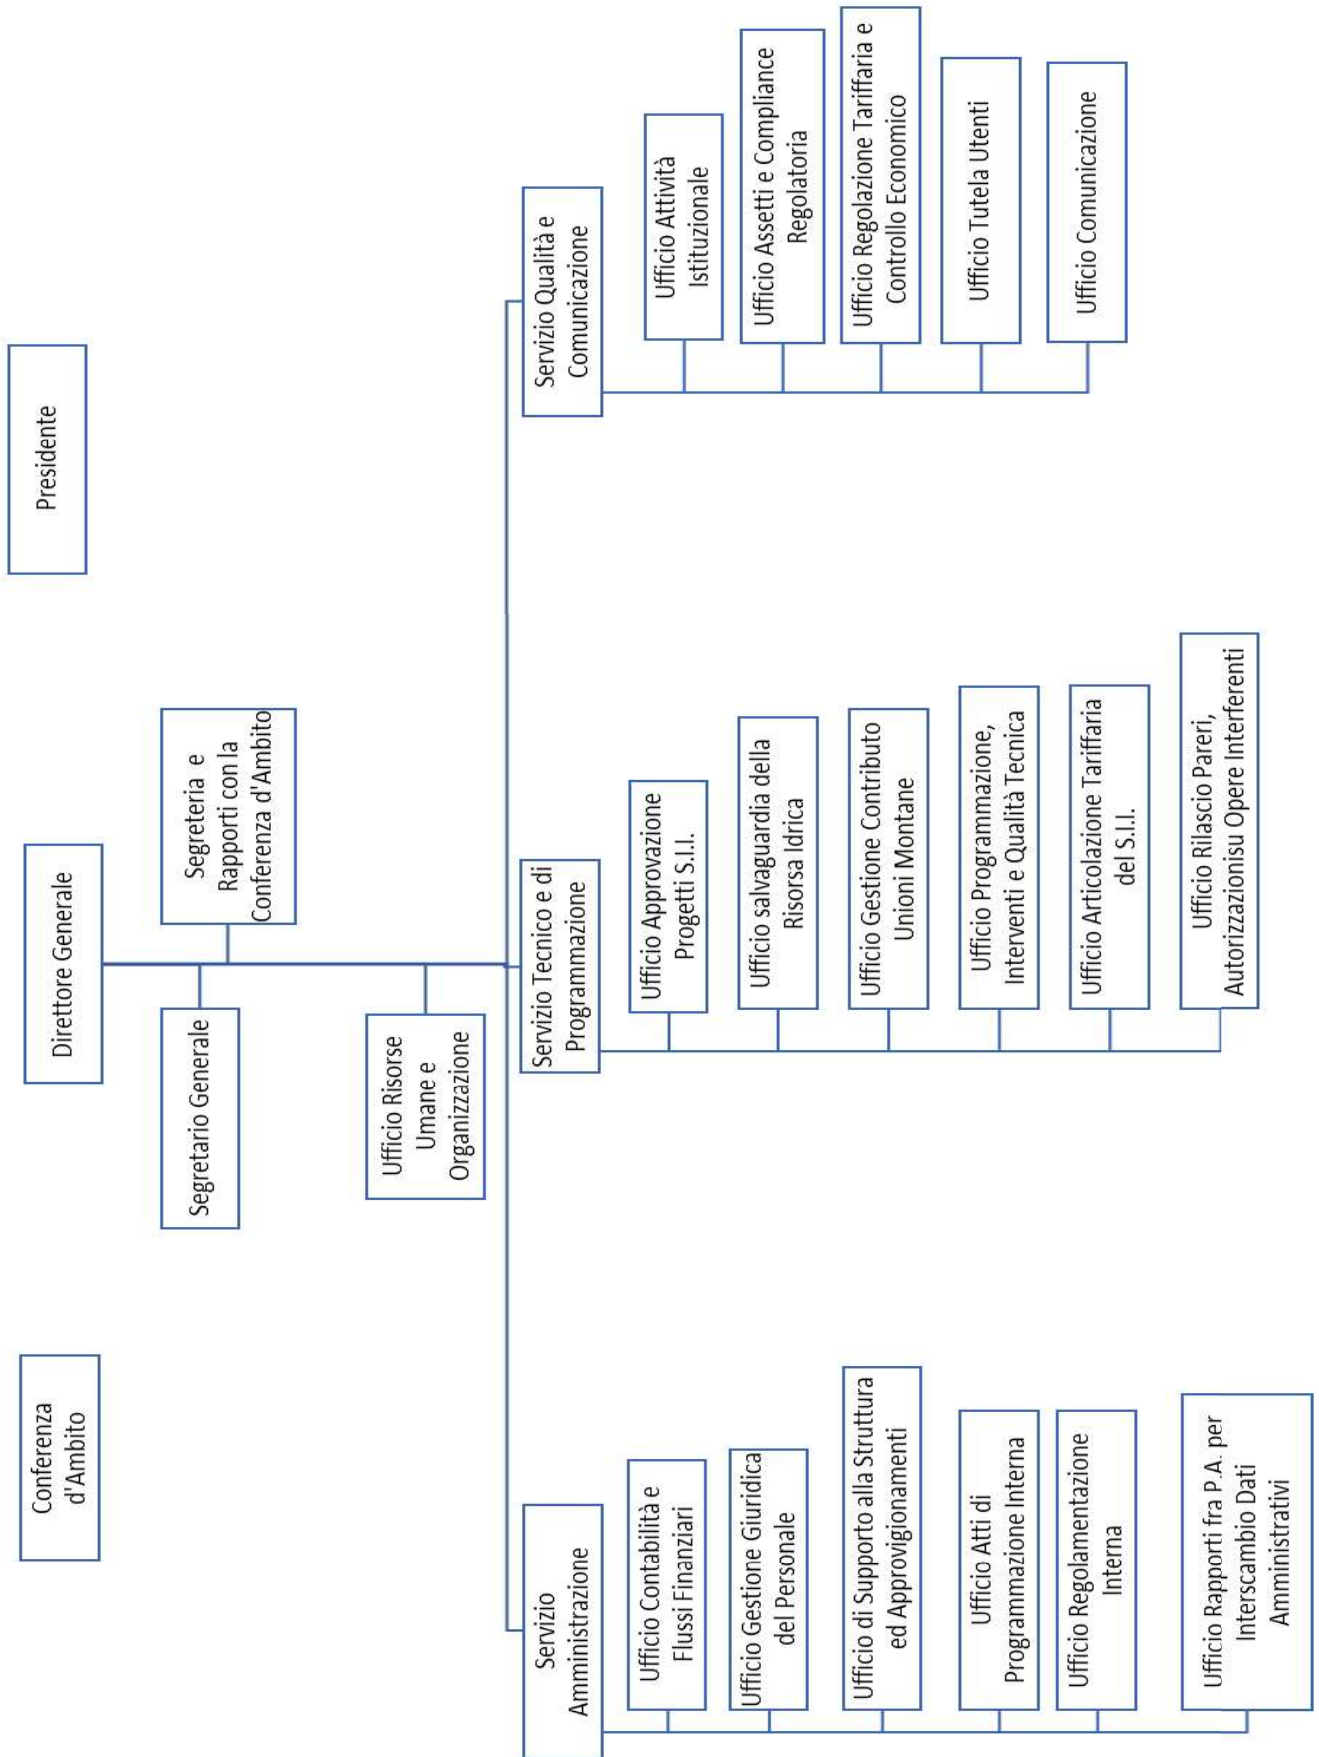 Conferenza
d'Ambito
Direttore Generale
Presidente
Segretario Generale
Segreteria e
Rapporti con la
Conferenza d'Ambito
Ufficio Risorse
Umane e
Organizzazione
Servizio
Amministrazione
Ufficio Contabilità e
Flussi Finanziari
Ufficio Gestione Giuridica
del Personale
Ufficio di Supporto alla Struttura
ed Approvigionamenti
Ufficio Atti di
Programmazione Interna
Ufficio Regolamentazione
Interna
Ufficio Rapporti fra P.A. per
Interscambio Dati
Amministrativi
Servizio Tecnico e di
Programmazione
Ufficio Approvazione
Progetti S.I.I.
Ufficio salvaguardia della
Risorsa Idrica
Ufficio Gestione Contributo
Unioni Montane
Ufficio Programmazione,
Interventi e Qualità Tecnica
Ufficio Articolazione Tariffaria
del S.I.I.
Ufficio Rilascio Pareri,
Autorizzazionisu Opere Interferenti
Servizio Qualità e
Comunicazione
Ufficio Attività
Istituzionale
Ufficio Assetti e Compliance
Regolatoria
Ufficio Regolazione Tariffaria e
Controllo Economico
Ufficio Tutela Utenti
Ufficio Comunicazione